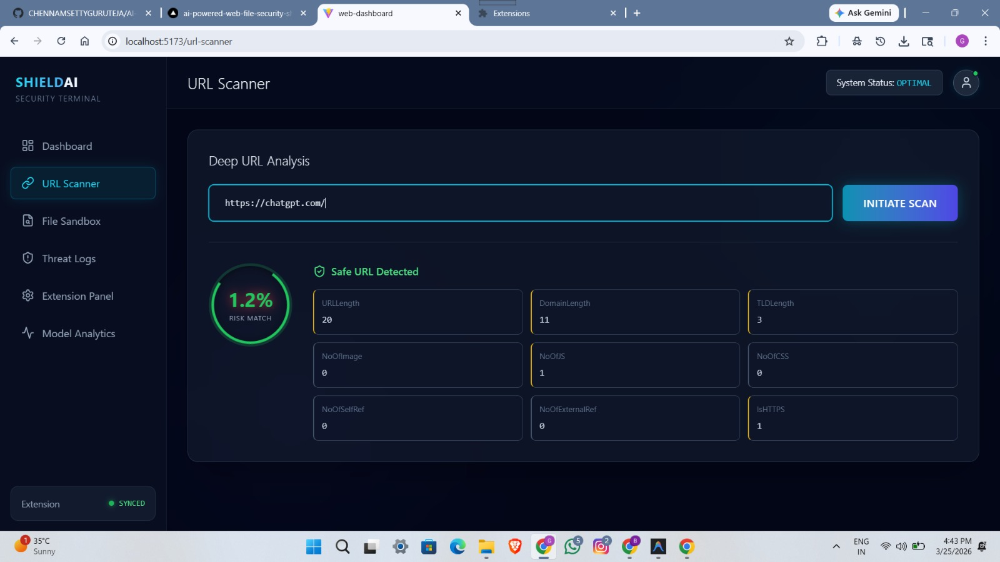 CHENNAMSETTYGURUTEJA/AI-
ai-powered-web-file-security-sl
web-dashboard
Extensions
Ask Gemini
localhost:5173/url-scanner
G
SHIELDAI
SECURITY TERMINAL
URL Scanner
System Status: OPTIMAL
Dashboard
URL Scanner
File Sandbox
Threat Logs
Extension Panel
Model Analytics
Deep URL Analysis
https://chatgpt.com/
INITIATE SCAN
1.2%
RISK MATCH
Safe URL Detected
URLLength
20
DomainLength
11
TLDLength
3
NoOfImage
0
NoOfJS
1
NoOfCSS
0
NoOfSelfRef
0
NoOfExternalRef
0
IsHTTPS
1
Extension
SYNCED
1
35°C
Sunny
G
5
2
B
ENG
IN
4:43 PM
3/25/2026